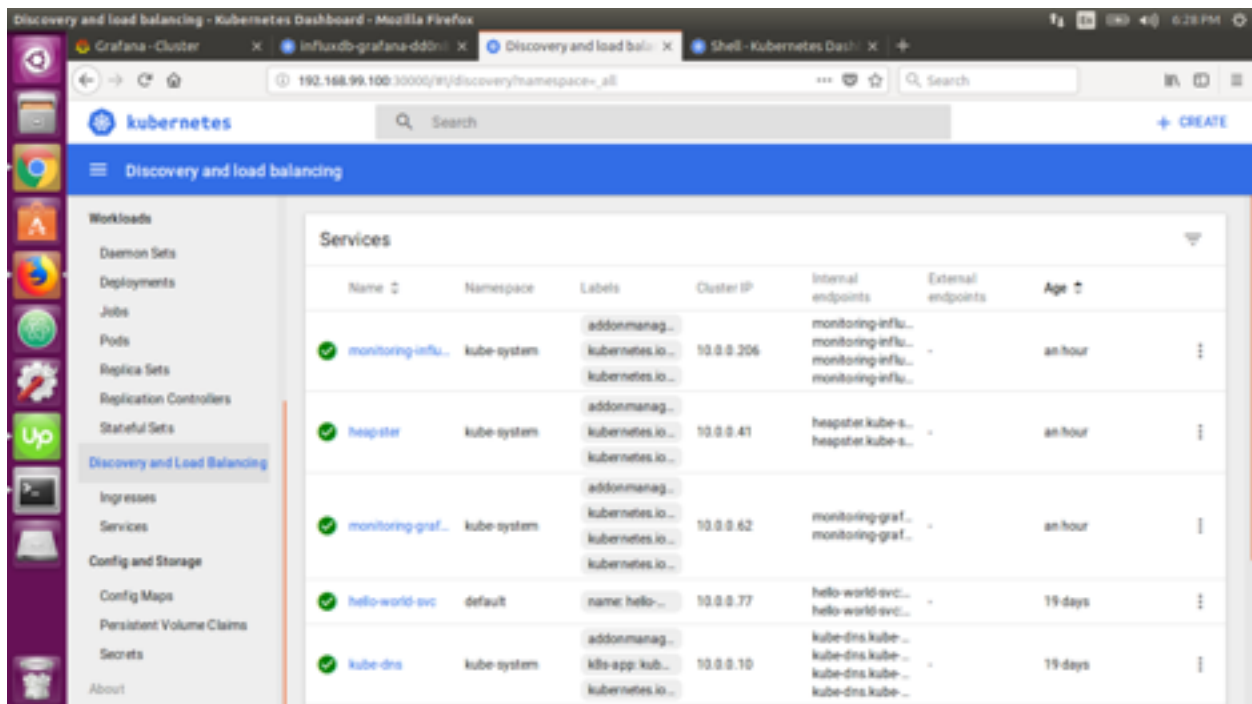 Discovery and load balancing - Kubernetes Dashboard - Mozilla Firefox
En
6:28 PM
Grafana - Cluster
influxdb-grafana-dd0n
Discovery and load bala
Shell - Kubernetes Dash
192.168.99.100:30000/#!/discovery?namespace=_all
Search
kubernetes
Search
+ CREATE
Discovery and load balancing
Workloads
Daemon Sets
Deployments
Jobs
Pods
Replica Sets
Replication Controllers
Stateful Sets
Discovery and Load Balancing
Ingresses
Services
Config and Storage
Config Maps
Persistent Volume Claims
Secrets
About
Up
Services
Name
Namespace
Labels
Cluster IP
Internal endpoints
External endpoints
Age
monitoring-influ...
kube-system
addonmanag...
kubernetes.io...
kubernetes.io...
10.0.0.206
monitoring-influ...
monitoring-influ...
monitoring-influ...
monitoring-influ...
-
an hour
heapster
kube-system
addonmanag...
kubernetes.io...
kubernetes.io...
10.0.0.41
heapster.kube-s...
heapster.kube-s...
-
an hour
monitoring-graf...
kube-system
addonmanag...
kubernetes.io...
kubernetes.io...
kubernetes.io...
10.0.0.62
monitoring-graf...
monitoring-graf...
-
an hour
hello-world-svc
default
name: hello-...
10.0.0.77
hello-world-svc:...
hello-world-svc:...
-
19 days
kube-dns
kube-system
addonmanag...
k8s-app: kub...
kubernetes.io...
10.0.0.10
kube-dns.kube-...
kube-dns.kube-...
kube-dns.kube-...
kube-dns.kube-...
-
19 days